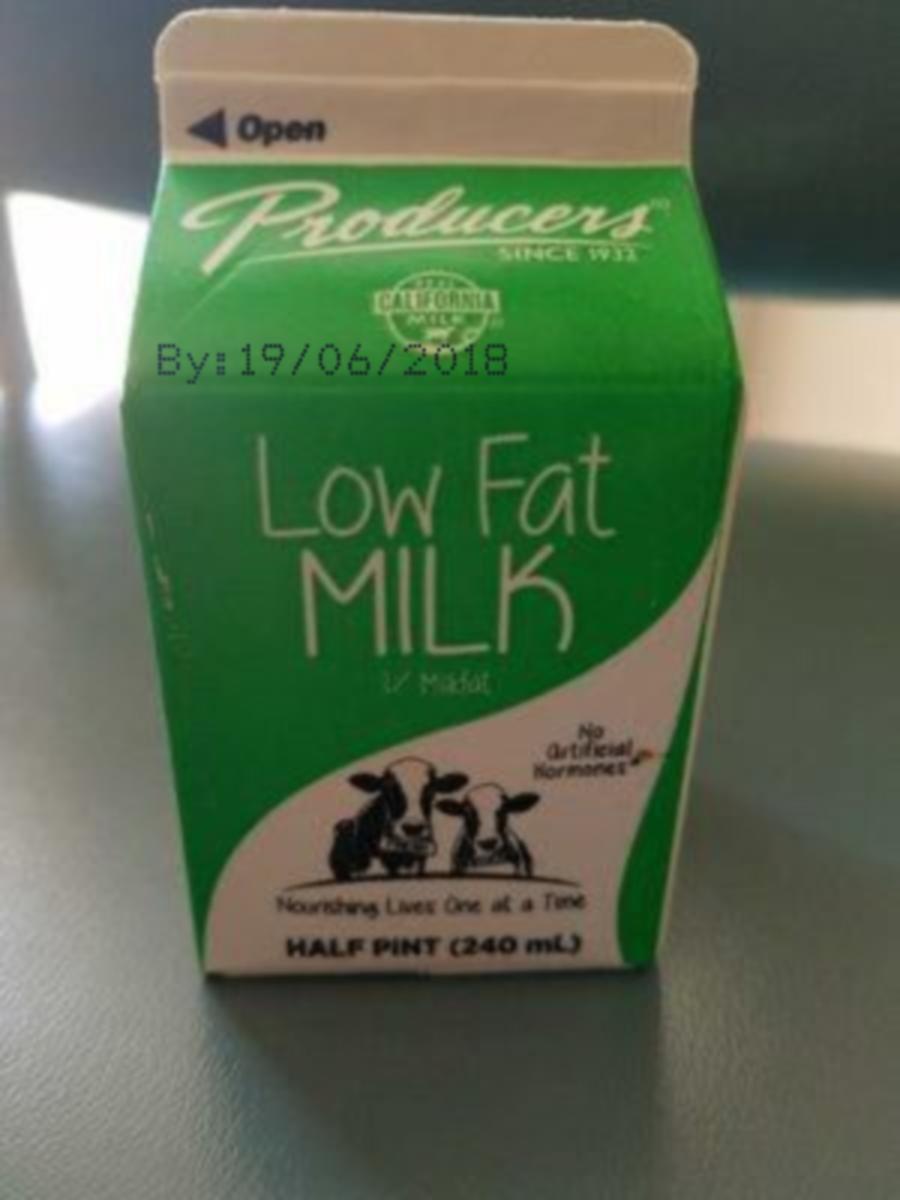 Open
Producers
SINCE 1932
REAL
CALIFORNIA
MILK
By:19/06/2018
Low Fat
MILK
1% Milkfat
No
Artificial
Hormones
Nourishing Lives One at a Time
HALF PINT (240 mL)